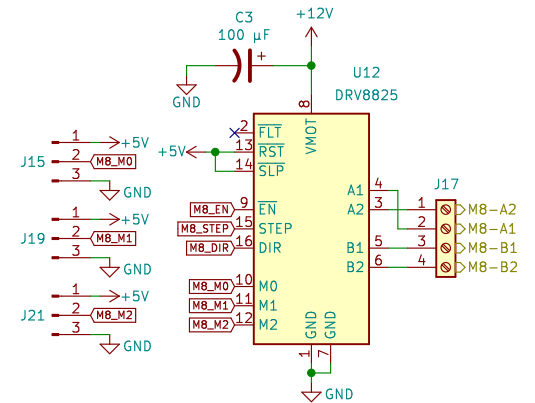 C3
100 µF
+12V
GND
U12
DRV8825
8
VMOT
2 FLT
+5V 13 RST
14 SLP
M8_EN 9 EN
M8_STEP 15 STEP
M8_DIR 16 DIR
M8_M0 10 M0
M8_M1 11 M1
M8_M2 12 M2
A1 4
A2 3
B1 5
B2 6
GND GND
1 7
GND
J15
1 +5V
2 M8_M0
3 GND
J19
1 +5V
2 M8_M1
3 GND
J21
1 +5V
2 M8_M2
3 GND
J17
1 M8-A2
2 M8-A1
3 M8-B1
4 M8-B2